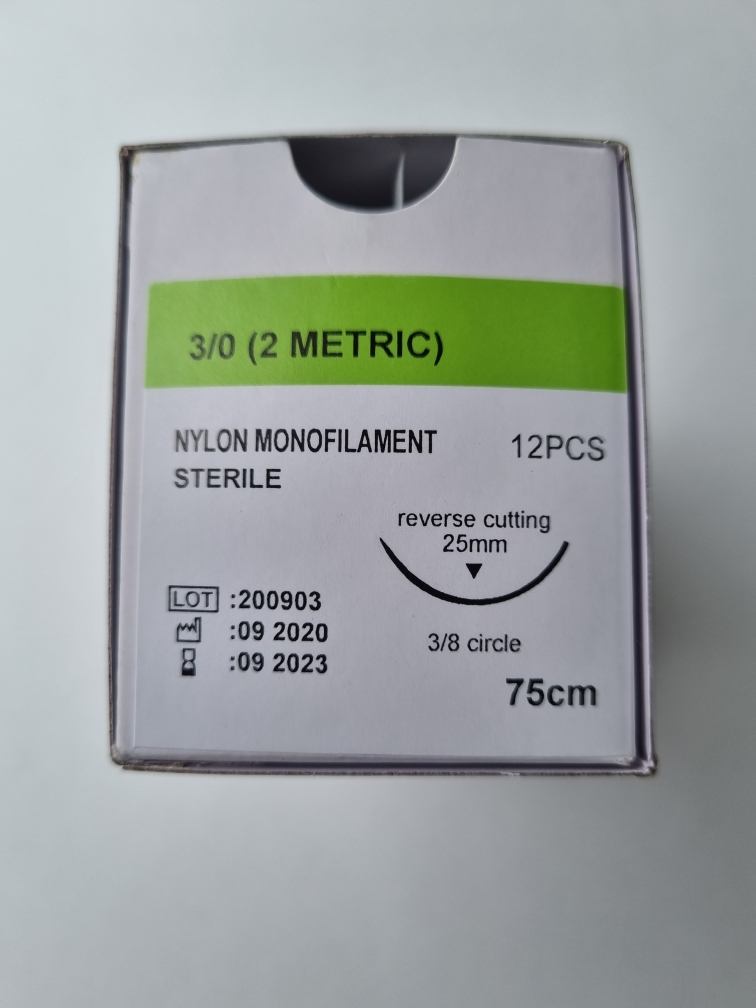 3/0 (2 METRIC)
NYLON MONOFILAMENT 12PCS
STERILE
reverse cutting
25mm
LOT :200903
:09 2020
:09 2023
3/8 circle
75cm